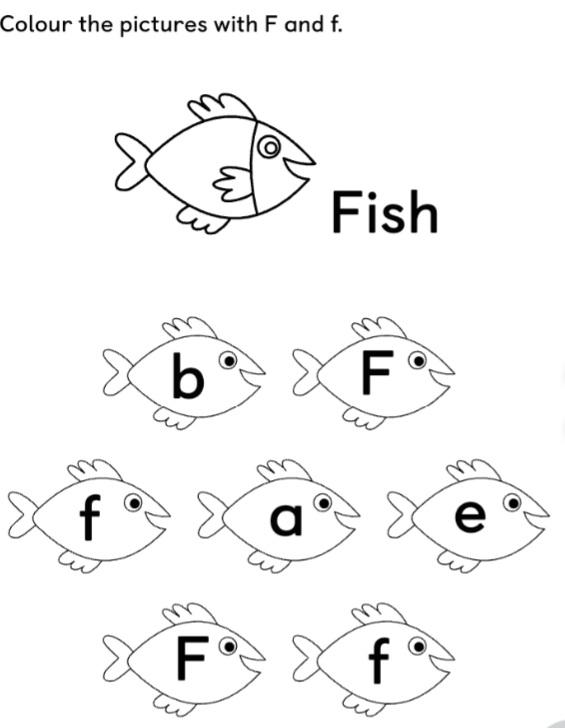 Colour the pictures with F and f.
Fish
b F
f a e
F f